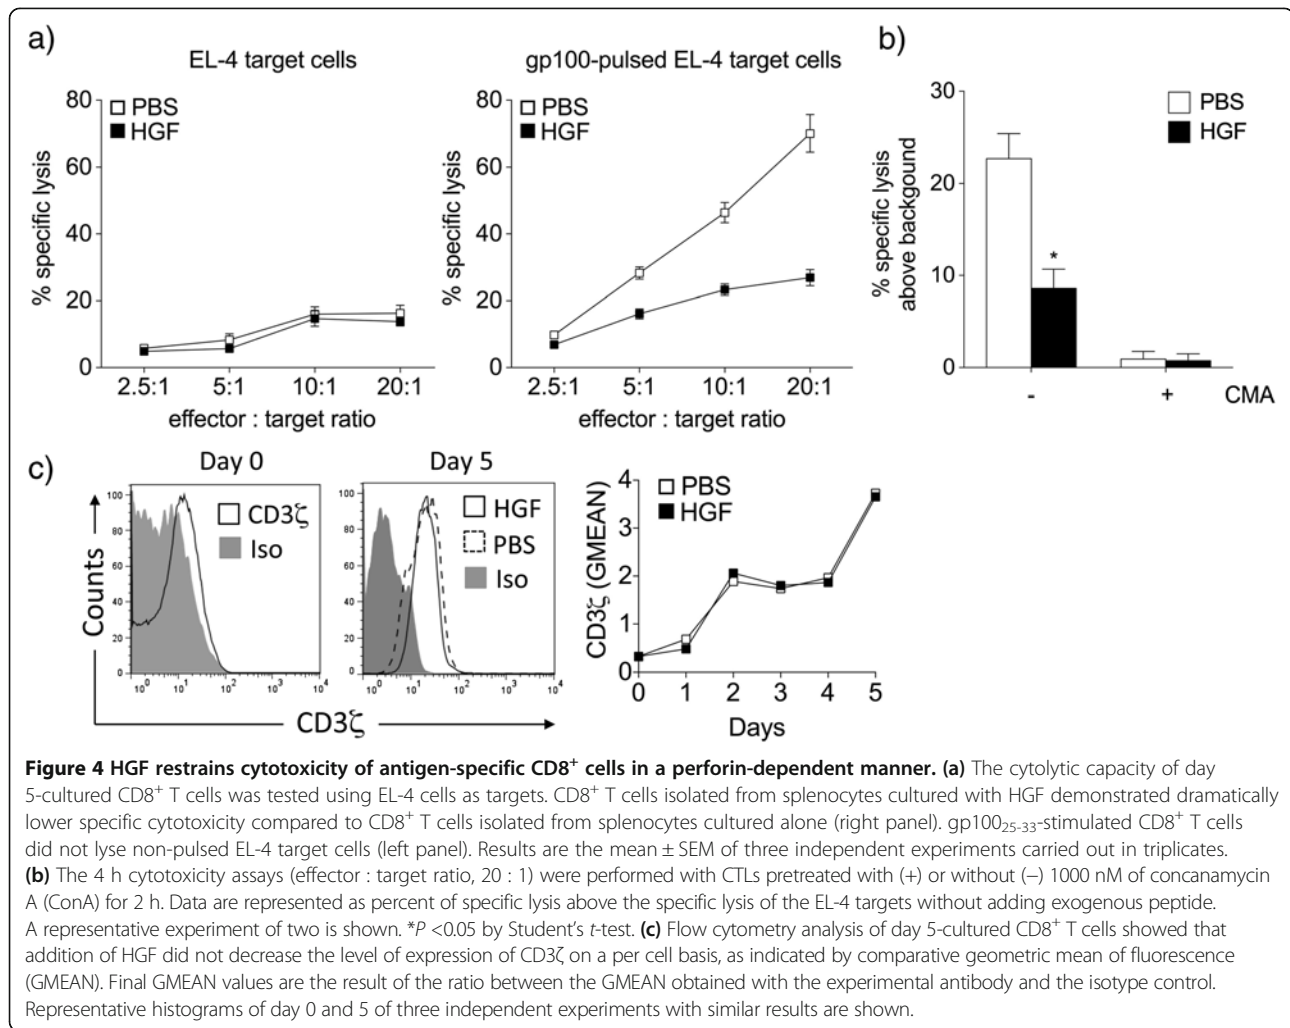 a)
EL-4 target cells
PBS
HGF
% specific lysis
80
60
40
20
0
2.5:1 5:1 10:1 20:1
effector : target ratio
gp100-pulsed EL-4 target cells
PBS
HGF
% specific lysis
80
60
40
20
0
2.5:1 5:1 10:1 20:1
effector : target ratio
b)
PBS
HGF
% specific lysis
above backgound
30
20
10
0
*
- + CMA
c)
Day 0
CD3ζ
Iso
Counts
100
80
60
40
20
0
10⁰ 10¹ 10² 10³ 10⁴
Day 5
HGF
PBS
Iso
100
80
60
40
20
0
10⁰ 10¹ 10² 10³ 10⁴
CD3ζ
PBS
HGF
CD3ζ (GMEAN)
4
3
2
1
0
0 1 2 3 4 5
Days
Figure 4 HGF restrains cytotoxicity of antigen-specific CD8⁺ cells in a perforin-dependent manner. (a) The cytolytic capacity of day
5-cultured CD8⁺ T cells was tested using EL-4 cells as targets. CD8⁺ T cells isolated from splenocytes cultured with HGF demonstrated dramatically
lower specific cytotoxicity compared to CD8⁺ T cells isolated from splenocytes cultured alone (right panel). gp100₂₅₋₃₃-stimulated CD8⁺ T cells
did not lyse non-pulsed EL-4 target cells (left panel). Results are the mean ± SEM of three independent experiments carried out in triplicates.
(b) The 4 h cytotoxicity assays (effector : target ratio, 20 : 1) were performed with CTLs pretreated with (+) or without (−) 1000 nM of concanamycin
A (ConA) for 2 h. Data are represented as percent of specific lysis above the specific lysis of the EL-4 targets without adding exogenous peptide.
A representative experiment of two is shown. *P <0.05 by Student's t-test. (c) Flow cytometry analysis of day 5-cultured CD8⁺ T cells showed that
addition of HGF did not decrease the level of expression of CD3ζ on a per cell basis, as indicated by comparative geometric mean of fluorescence
(GMEAN). Final GMEAN values are the result of the ratio between the GMEAN obtained with the experimental antibody and the isotype control.
Representative histograms of day 0 and 5 of three independent experiments with similar results are shown.